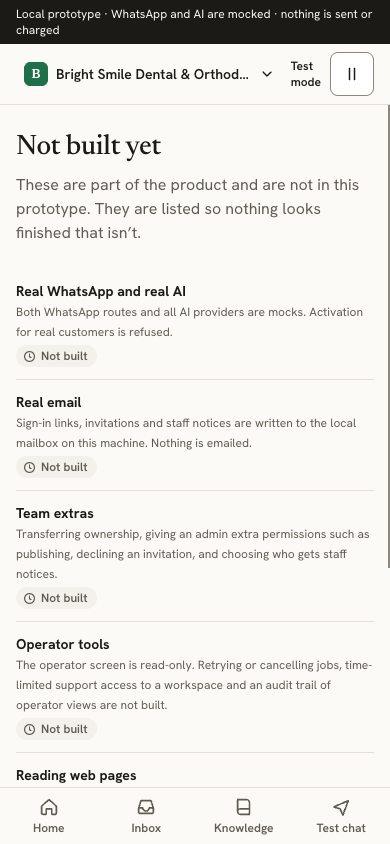 Local prototype · WhatsApp and AI are mocked · nothing is sent or
charged
B
Bright Smile Dental & Orthod...
Test
mode
Not built yet
These are part of the product and are not in this
prototype. They are listed so nothing looks
finished that isn’t.
Real WhatsApp and real AI
Both WhatsApp routes and all AI providers are mocks. Activation
for real customers is refused.
Not built
Real email
Sign-in links, invitations and staff notices are written to the local
mailbox on this machine. Nothing is emailed.
Not built
Team extras
Transferring ownership, giving an admin extra permissions such as
publishing, declining an invitation, and choosing who gets staff
notices.
Not built
Operator tools
The operator screen is read-only. Retrying or cancelling jobs, time-
limited support access to a workspace and an audit trail of
operator views are not built.
Not built
Reading web pages
Home
Inbox
Knowledge
Test chat